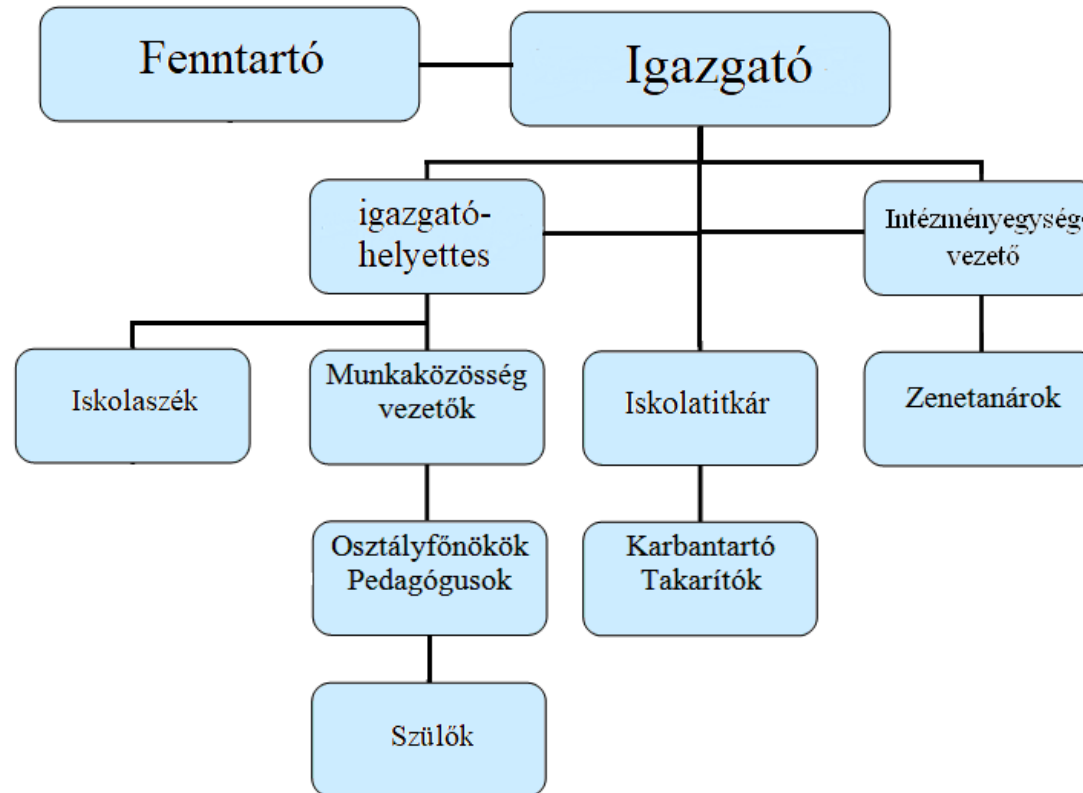 Fenntartó
Igazgató
igazgató-
helyettes
Intézményegység-
vezető
Iskolaszék
Munkaközösség
vezetők
Iskolatitkár
Zenetanárok
Osztályfőnökök
Pedagógusok
Karbantartó
Takarítók
Szülők